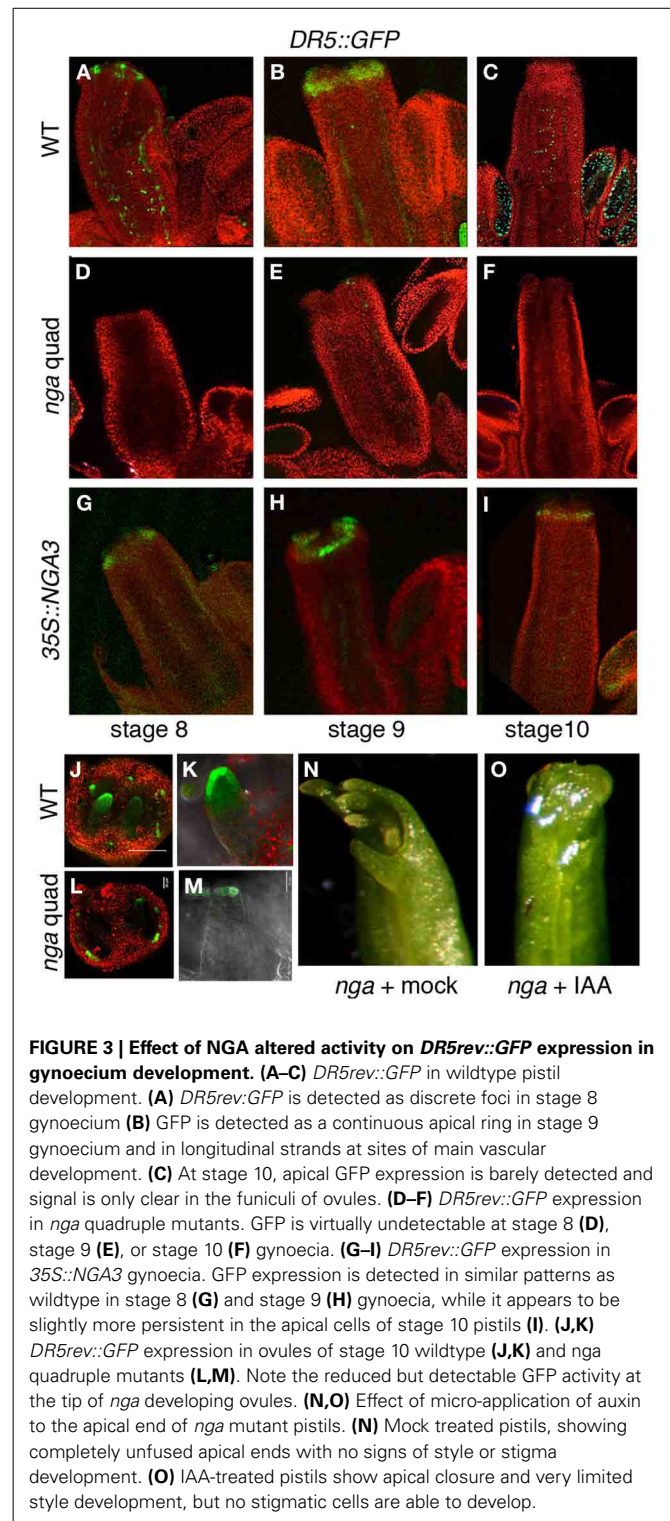 DR5::GFP
A
B
C
WT
D
E
F
nga quad
G
H
I
35S::NGA3
stage 8
stage 9
stage10
J
K
N
O
WT
L
M
nga quad
nga + mock
nga + IAA
FIGURE 3 | Effect of NGA altered activity on DR5rev::GFP expression in
gynoecium development. (A–C) DR5rev::GFP in wildtype pistil
development. (A) DR5rev:GFP is detected as discrete foci in stage 8
gynoecium (B) GFP is detected as a continuous apical ring in stage 9
gynoecium and in longitudinal strands at sites of main vascular
development. (C) At stage 10, apical GFP expression is barely detected and
signal is only clear in the funiculi of ovules. (D–F) DR5rev::GFP expression
in nga quadruple mutants. GFP is virtually undetectable at stage 8 (D),
stage 9 (E), or stage 10 (F) gynoecia. (G–I) DR5rev::GFP expression in
35S::NGA3 gynoecia. GFP expression is detected in similar patterns as
wildtype in stage 8 (G) and stage 9 (H) gynoecia, while it appears to be
slightly more persistent in the apical cells of stage 10 pistils (I). (J,K)
DR5rev::GFP expression in ovules of stage 10 wildtype (J,K) and nga
quadruple mutants (L,M). Note the reduced but detectable GFP activity at
the tip of nga developing ovules. (N,O) Effect of micro-application of auxin
to the apical end of nga mutant pistils. (N) Mock treated pistils, showing
completely unfused apical ends with no signs of style or stigma
development. (O) IAA-treated pistils show apical closure and very limited
style development, but no stigmatic cells are able to develop.